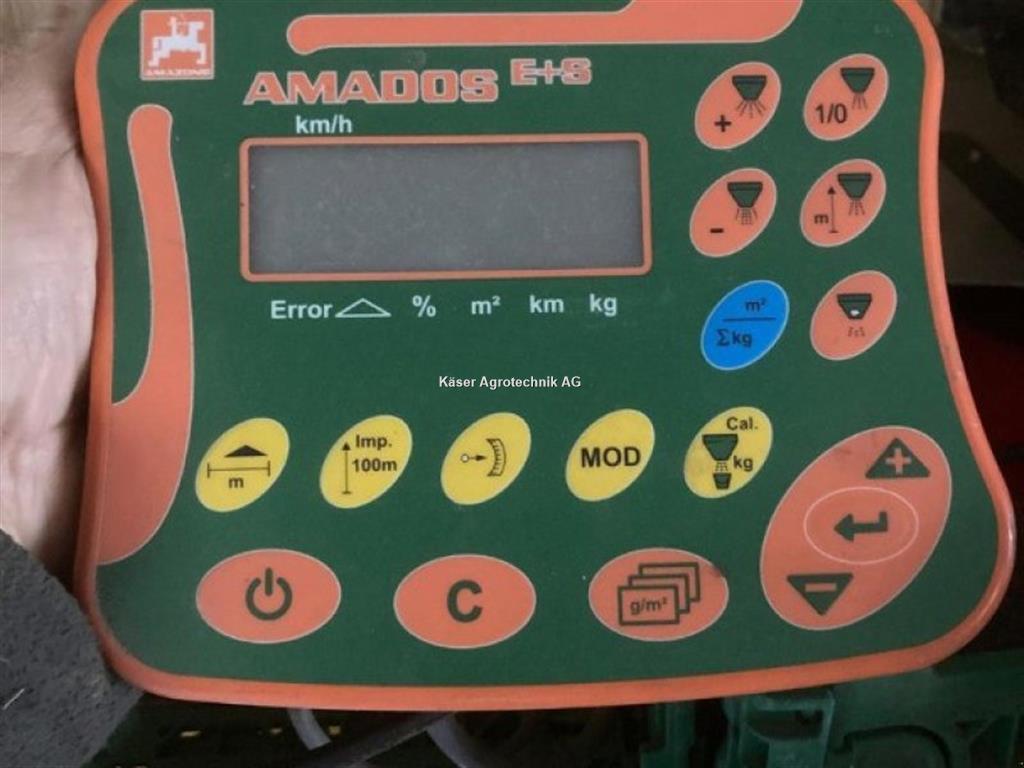 AMAZONE
AMADOS E+S
km/h
+
1/0
-
m
Error % m² km kg
m²
Σkg
Käser Agrotechnik AG
m
Imp.
100m
MOD
Cal.
kg
+
C
g/m²
-